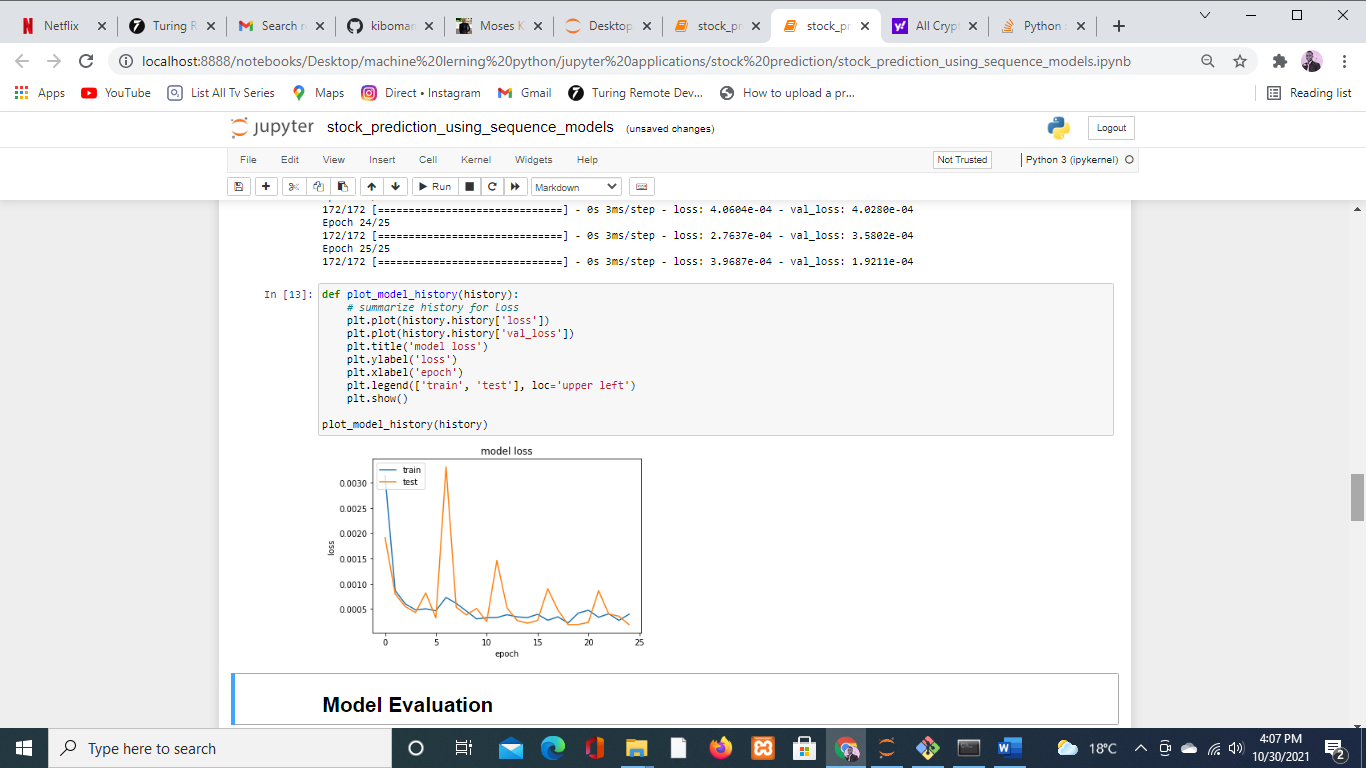 Netflix
Turing R
Search re
kiboman
Moses K
Desktop
stock_pr
stock_pr
All Cryp
Python
localhost:8888/notebooks/Desktop/machine%20lerning%20python/jupyter%20applications/stock%20prediction/stock_prediction_using_sequence_models.ipynb
Apps
YouTube
List All Tv Series
Maps
Direct • Instagram
Gmail
Turing Remote Dev...
How to upload a pr...
Reading list
jupyter stock_prediction_using_sequence_models (unsaved changes)
Logout
File Edit View Insert Cell Kernel Widgets Help
Not Trusted
Python 3 (ipykernel)
Run
Markdown
172/172 [==============================] - 0s 3ms/step - loss: 4.0604e-04 - val_loss: 4.0280e-04
Epoch 24/25
172/172 [==============================] - 0s 3ms/step - loss: 2.7637e-04 - val_loss: 3.5802e-04
Epoch 25/25
172/172 [==============================] - 0s 3ms/step - loss: 3.9687e-04 - val_loss: 1.9211e-04
In [13]:
def plot_model_history(history):
# summarize history for loss
plt.plot(history.history['loss'])
plt.plot(history.history['val_loss'])
plt.title('model loss')
plt.ylabel('loss')
plt.xlabel('epoch')
plt.legend(['train', 'test'], loc='upper left')
plt.show()
plot_model_history(history)
model loss
train
test
0.0030
0.0025
0.0020
0.0015
0.0010
0.0005
loss
0 5 10 15 20 25
epoch
Model Evaluation
Type here to search
18°C
4:07 PM
10/30/2021
2